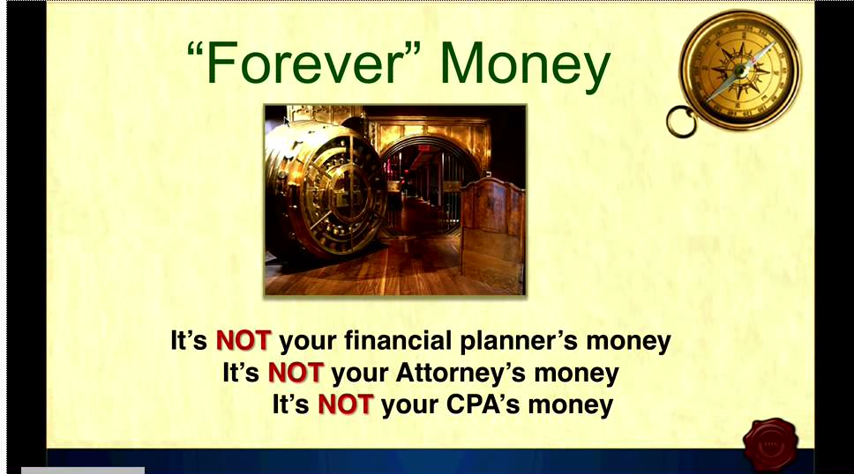 “Forever” Money
It’s NOT your financial planner’s money
It’s NOT your Attorney’s money
It’s NOT your CPA’s money